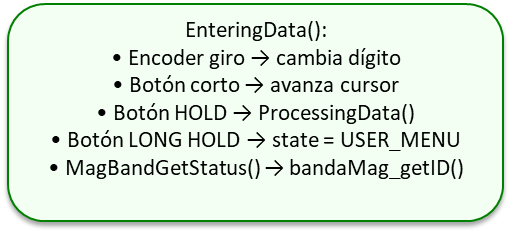 EnteringData():
• Encoder giro → cambia dígito
• Botón corto → avanza cursor
• Botón HOLD → ProcessingData()
• Botón LONG HOLD → state = USER_MENU
• MagBandGetStatus() → bandaMag_getID()